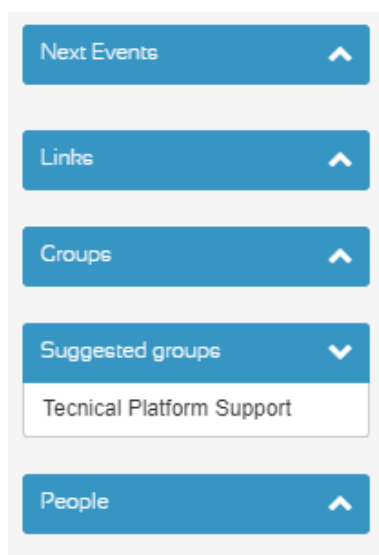 Next Events
Links
Groups
Suggested groups
Tecnical Platform Support
People